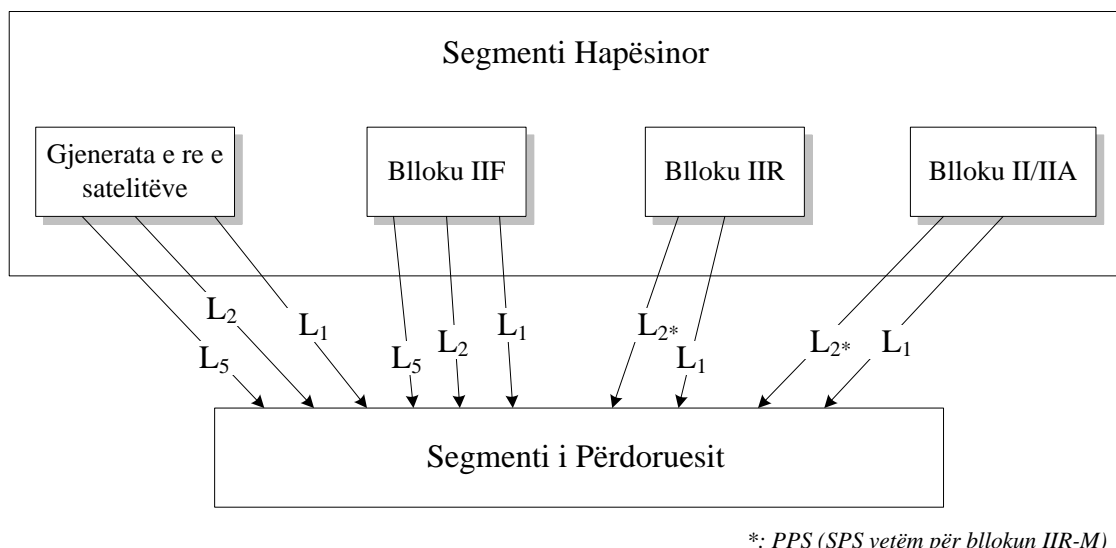 Segmenti Hapësinor
Gjenerata e re e
satelitëve
Blloku IIF
Blloku IIR
Blloku II/IIA
L5
L2
L1
L5
L2
L1
L2*
L1
L2*
L1
Segmenti i Përdoruesit
*: PPS (SPS vetëm për bllokun IIR-M)